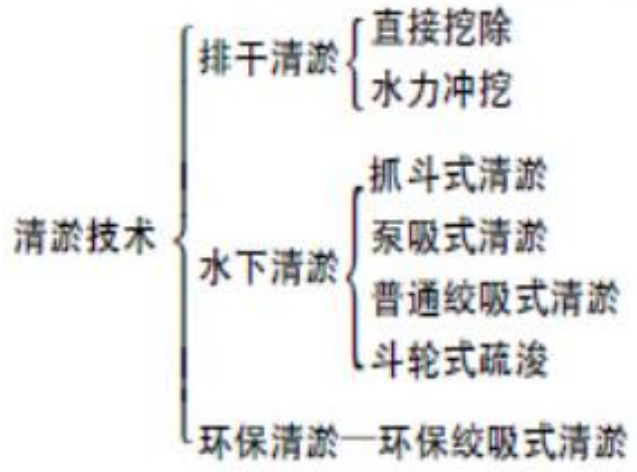 清淤技术
排干清淤
直接挖除
水力冲挖
水下清淤
抓斗式清淤
泵吸式清淤
普通绞吸式清淤
斗轮式疏浚
环保清淤—环保绞吸式清淤